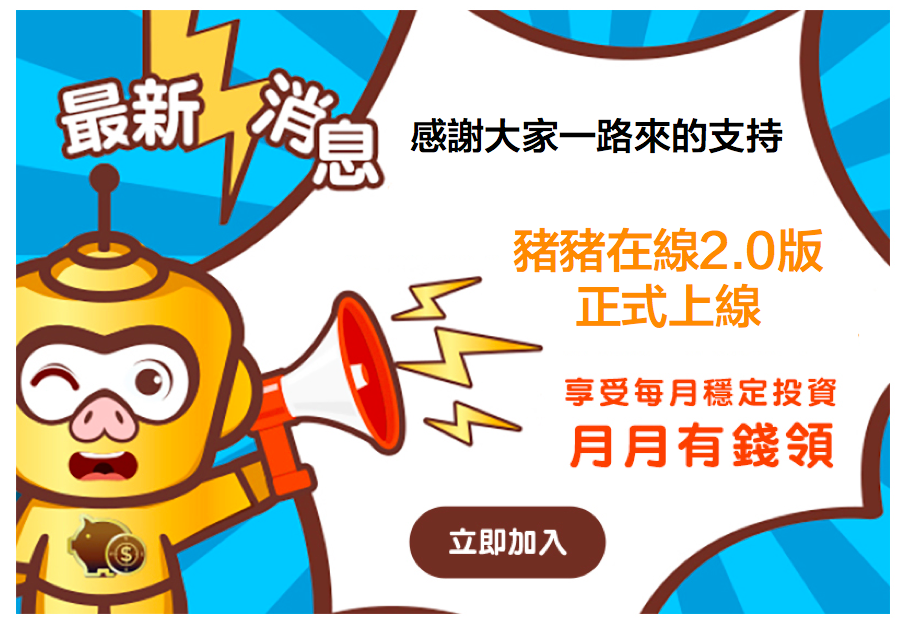 最新消息
感謝大家一路來的支持
豬豬在線2.0版
正式上線
享受每月穩定投資
月月有錢領
立即加入
$